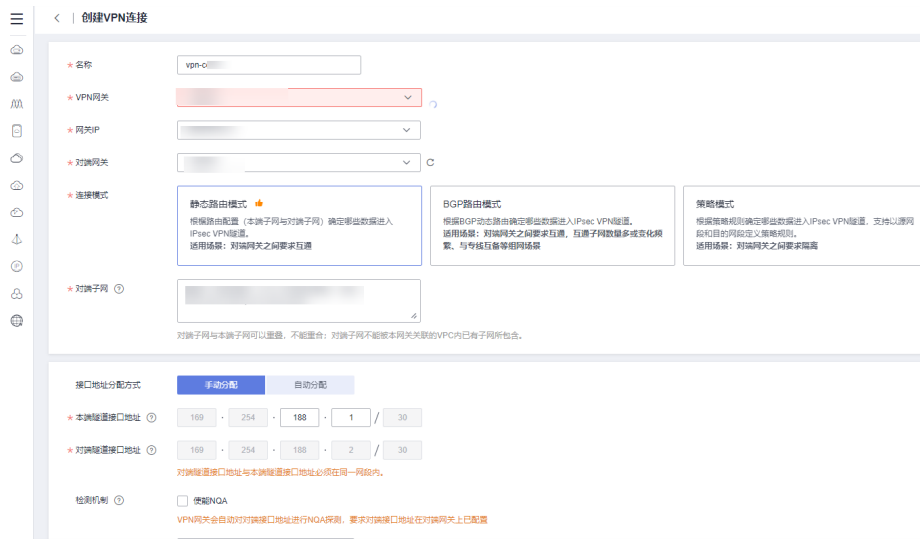 创建VPN连接
* 名称
vpn-c
* VPN网关
* 网关IP
* 对端网关
* 连接模式
静态路由模式
根据路由配置（本端子网与对端子网）确定哪些数据进入
IPsec VPN隧道。
适用场景：对端网关之间要求互通
BGP路由模式
根据BGP动态路由确定哪些数据进入IPsec VPN隧道。
适用场景：对端网关之间要求互通，互通子网数量多或变化频
繁，与专线互备等组网场景
策略模式
根据策略规则确定哪些数据进入IPsec VPN隧道，支持以源网
段和目的网段定义策略规则。
适用场景：对端网关之间要求隔离
* 对端子网
对端子网与本端子网可以重叠，不能重合；对端子网不能被本网关关联的VPC内已有子网所包含。
接口地址分配方式
手动分配
自动分配
* 本端隧道接口地址
169 . 254 . 188 . 1 / 30
* 对端隧道接口地址
169 . 254 . 188 . 2 / 30
对端隧道接口地址与本端隧道接口地址必须在同一网段内。
检测机制
使能NQA
VPN网关会自动对对端接口地址进行NQA探测，要求对端接口地址在对端网关上已配置